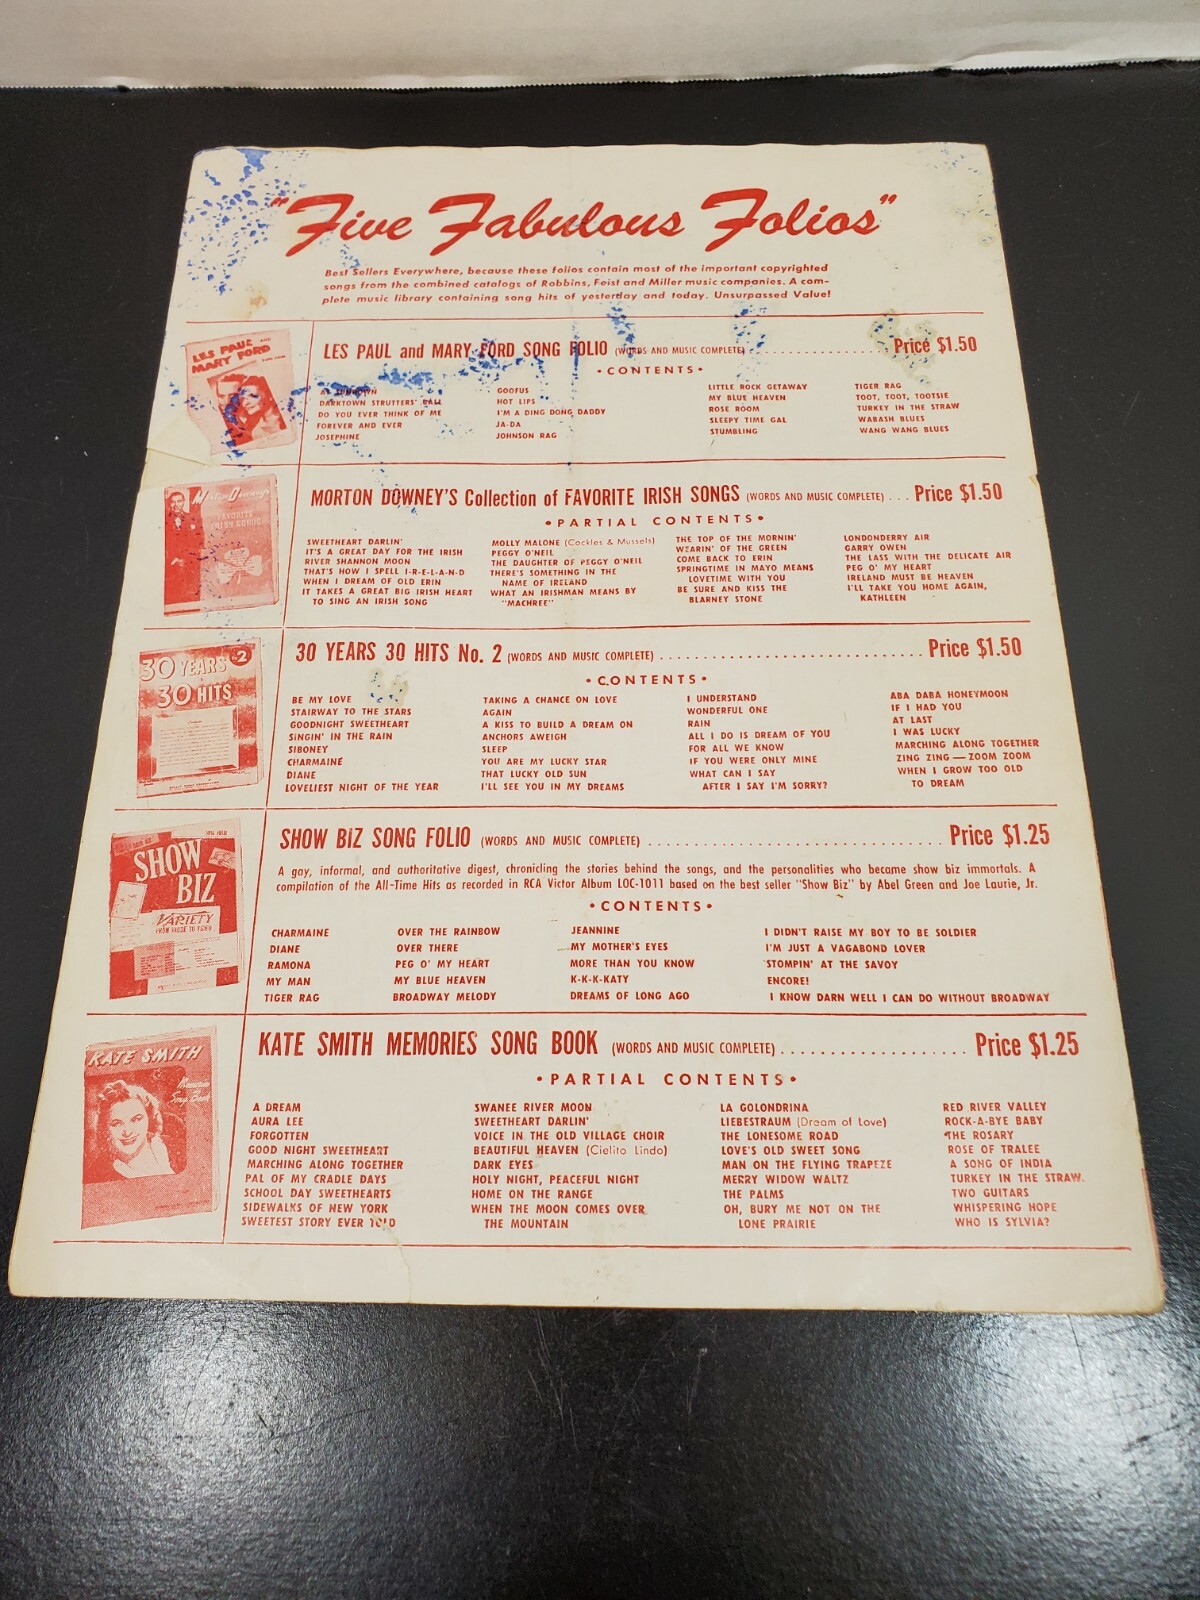 "Five Fabulous Folios"
Best Sellers Everywhere, because these folios contain most of the important copyrighted
songs from the combined catalogs of Robbins, Feist and Miller music companies. A com-
plete music library containing song hits of yesterday and today. Unsurpassed Value!
LES PAUL AND
MARY FORD
LES PAUL and MARY FORD SONG FOLIO (WORDS AND MUSIC COMPLETE) Price $1.50
• CONTENTS •
SUNDOWN
DARKTOWN STRUTTERS' BALL
DO YOU EVER THINK OF ME
FOREVER AND EVER
JOSEPHINE
GOOFUS
HOT LIPS
I'M A DING DONG DADDY
JA-DA
JOHNSON RAG
LITTLE ROCK GETAWAY
MY BLUE HEAVEN
ROSE ROOM
SLEEPY TIME GAL
STUMBLING
TIGER RAG
TOOT, TOOT, TOOTSIE
TURKEY IN THE STRAW
WABASH BLUES
WANG WANG BLUES
Morton Downey's
FAVORITE
IRISH SONGS
MORTON DOWNEY'S Collection of FAVORITE IRISH SONGS (WORDS AND MUSIC COMPLETE) . . . Price $1.50
• PARTIAL CONTENTS •
SWEETHEART DARLIN'
IT'S A GREAT DAY FOR THE IRISH
RIVER SHANNON MOON
THAT'S HOW I SPELL I-R-E-L-A-N-D
WHEN I DREAM OF OLD ERIN
IT TAKES A GREAT BIG IRISH HEART
TO SING AN IRISH SONG
MOLLY MALONE (Cockles & Mussels)
PEGGY O'NEIL
THE DAUGHTER OF PEGGY O'NEIL
THERE'S SOMETHING IN THE
NAME OF IRELAND
WHAT AN IRISHMAN MEANS BY
"MACHREE"
THE TOP OF THE MORNIN'
WEARIN' OF THE GREEN
COME BACK TO ERIN
SPRINGTIME IN MAYO MEANS
LOVETIME WITH YOU
BE SURE AND KISS THE
BLARNEY STONE
LONDONDERRY AIR
GARRY OWEN
THE LASS WITH THE DELICATE AIR
PEG O' MY HEART
IRELAND MUST BE HEAVEN
I'LL TAKE YOU HOME AGAIN,
KATHLEEN
30 YEARS No. 2
30 HITS
30 YEARS 30 HITS No. 2 (WORDS AND MUSIC COMPLETE) Price $1.50
• CONTENTS •
BE MY LOVE
STAIRWAY TO THE STARS
GOODNIGHT SWEETHEART
SINGIN' IN THE RAIN
SIBONEY
CHARMAINE
DIANE
LOVELIEST NIGHT OF THE YEAR
TAKING A CHANCE ON LOVE
AGAIN
A KISS TO BUILD A DREAM ON
ANCHORS AWEIGH
SLEEP
YOU ARE MY LUCKY STAR
THAT LUCKY OLD SUN
I'LL SEE YOU IN MY DREAMS
I UNDERSTAND
WONDERFUL ONE
RAIN
ALL I DO IS DREAM OF YOU
FOR ALL WE KNOW
IF YOU WERE ONLY MINE
WHAT CAN I SAY
AFTER I SAY I'M SORRY?
ABA DABA HONEYMOON
IF I HAD YOU
AT LAST
I WAS LUCKY
MARCHING ALONG TOGETHER
ZING ZING — ZOOM ZOOM
WHEN I GROW TOO OLD
TO DREAM
SHOW
BIZ
VARIETY
FROM VAUDE TO VIDEO
SHOW BIZ SONG FOLIO (WORDS AND MUSIC COMPLETE) Price $1.25
A gay, informal, and authoritative digest, chronicling the stories behind the songs, and the personalities who became show biz immortals. A
compilation of the All-Time Hits as recorded in RCA Victor Album LOC-1011 based on the best seller "Show Biz" by Abel Green and Joe Laurie, Jr.
• CONTENTS •
CHARMAINE
DIANE
RAMONA
MY MAN
TIGER RAG
OVER THE RAINBOW
OVER THERE
PEG O' MY HEART
MY BLUE HEAVEN
BROADWAY MELODY
JEANNINE
MY MOTHER'S EYES
MORE THAN YOU KNOW
K-K-K-KATY
DREAMS OF LONG AGO
I DIDN'T RAISE MY BOY TO BE SOLDIER
I'M JUST A VAGABOND LOVER
STOMPIN' AT THE SAVOY
ENCORE!
I KNOW DARN WELL I CAN DO WITHOUT BROADWAY
KATE SMITH
Memories
Song Book
KATE SMITH MEMORIES SONG BOOK (WORDS AND MUSIC COMPLETE) Price $1.25
• PARTIAL CONTENTS •
A DREAM
AURA LEE
FORGOTTEN
GOOD NIGHT SWEETHEART
MARCHING ALONG TOGETHER
PAL OF MY CRADLE DAYS
SCHOOL DAY SWEETHEARTS
SIDEWALKS OF NEW YORK
SWEETEST STORY EVER TOLD
SWANEE RIVER MOON
SWEETHEART DARLIN'
VOICE IN THE OLD VILLAGE CHOIR
BEAUTIFUL HEAVEN (Cielito Lindo)
DARK EYES
HOLY NIGHT, PEACEFUL NIGHT
HOME ON THE RANGE
WHEN THE MOON COMES OVER
THE MOUNTAIN
LA GOLONDRINA
LIEBESTRAUM (Dream of Love)
THE LONESOME ROAD
LOVE'S OLD SWEET SONG
MAN ON THE FLYING TRAPEZE
MERRY WIDOW WALTZ
THE PALMS
OH, BURY ME NOT ON THE
LONE PRAIRIE
RED RIVER VALLEY
ROCK-A-BYE BABY
THE ROSARY
ROSE OF TRALEE
A SONG OF INDIA
TURKEY IN THE STRAW
TWO GUITARS
WHISPERING HOPE
WHO IS SYLVIA?